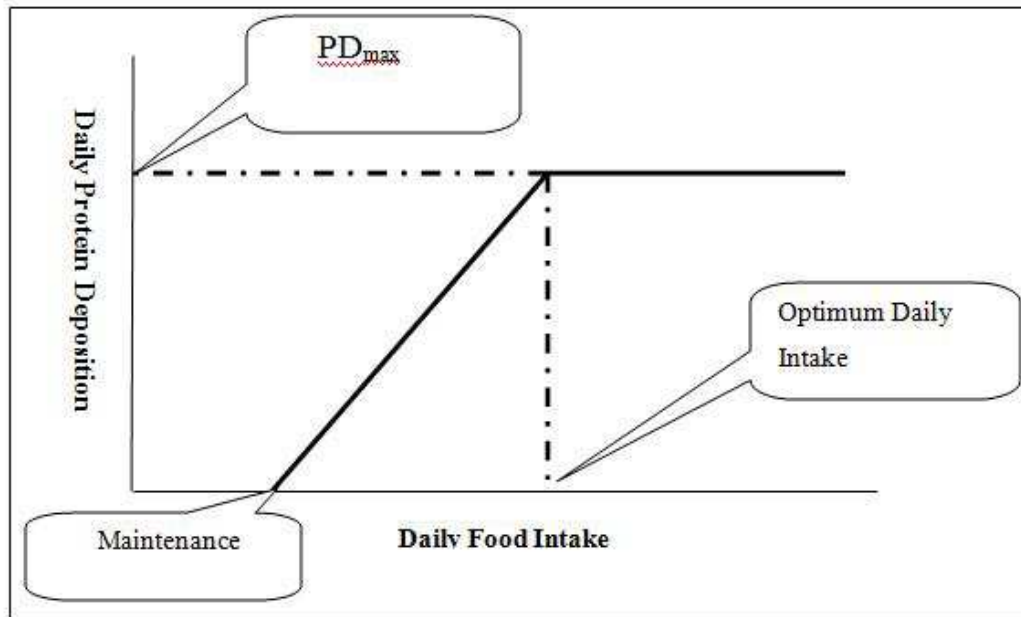 PDmax
Daily Protein Deposition
Optimum Daily
Intake
Maintenance
Daily Food Intake